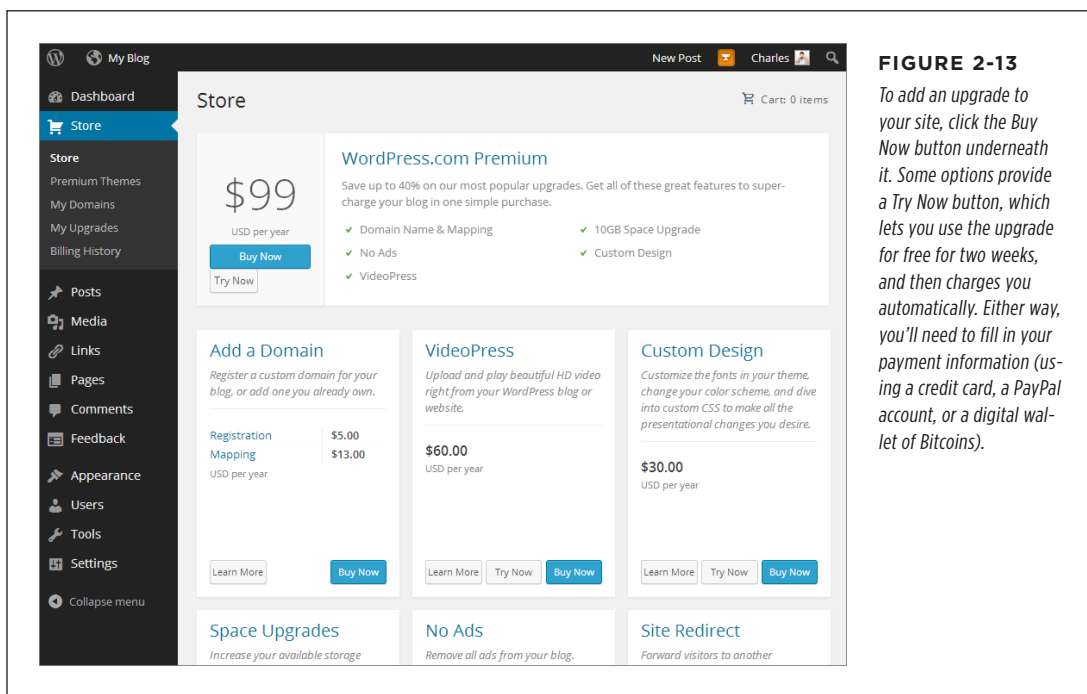 My Blog
New Post
Charles
Dashboard
Store
Store
Premium Themes
My Domains
My Upgrades
Billing History
Posts
Media
Links
Pages
Comments
Feedback
Appearance
Users
Tools
Settings
Collapse menu
Store
Cart: 0 items
$99
USD per year
Buy Now
Try Now
WordPress.com Premium
Save up to 40% on our most popular upgrades. Get all of these great features to super-
charge your blog in one simple purchase.
Domain Name & Mapping
10GB Space Upgrade
No Ads
Custom Design
VideoPress
Add a Domain
Register a custom domain for your
blog, or add one you already own.
Registration $5.00
Mapping $13.00
USD per year
Learn More
Buy Now
VideoPress
Upload and play beautiful HD video
right from your WordPress blog or
website.
$60.00
USD per year
Learn More
Try Now
Buy Now
Custom Design
Customize the fonts in your theme,
change your color scheme, and dive
into custom CSS to make all the
presentational changes you desire.
$30.00
USD per year
Learn More
Try Now
Buy Now
Space Upgrades
Increase your available storage
No Ads
Remove all ads from your blog.
Site Redirect
Forward visitors to another
FIGURE 2-13
To add an upgrade to
your site, click the Buy
Now button underneath
it. Some options provide
a Try Now button, which
lets you use the upgrade
for free for two weeks,
and then charges you
automatically. Either way,
you'll need to fill in your
payment information (us-
ing a credit card, a PayPal
account, or a digital wal-
let of Bitcoins).